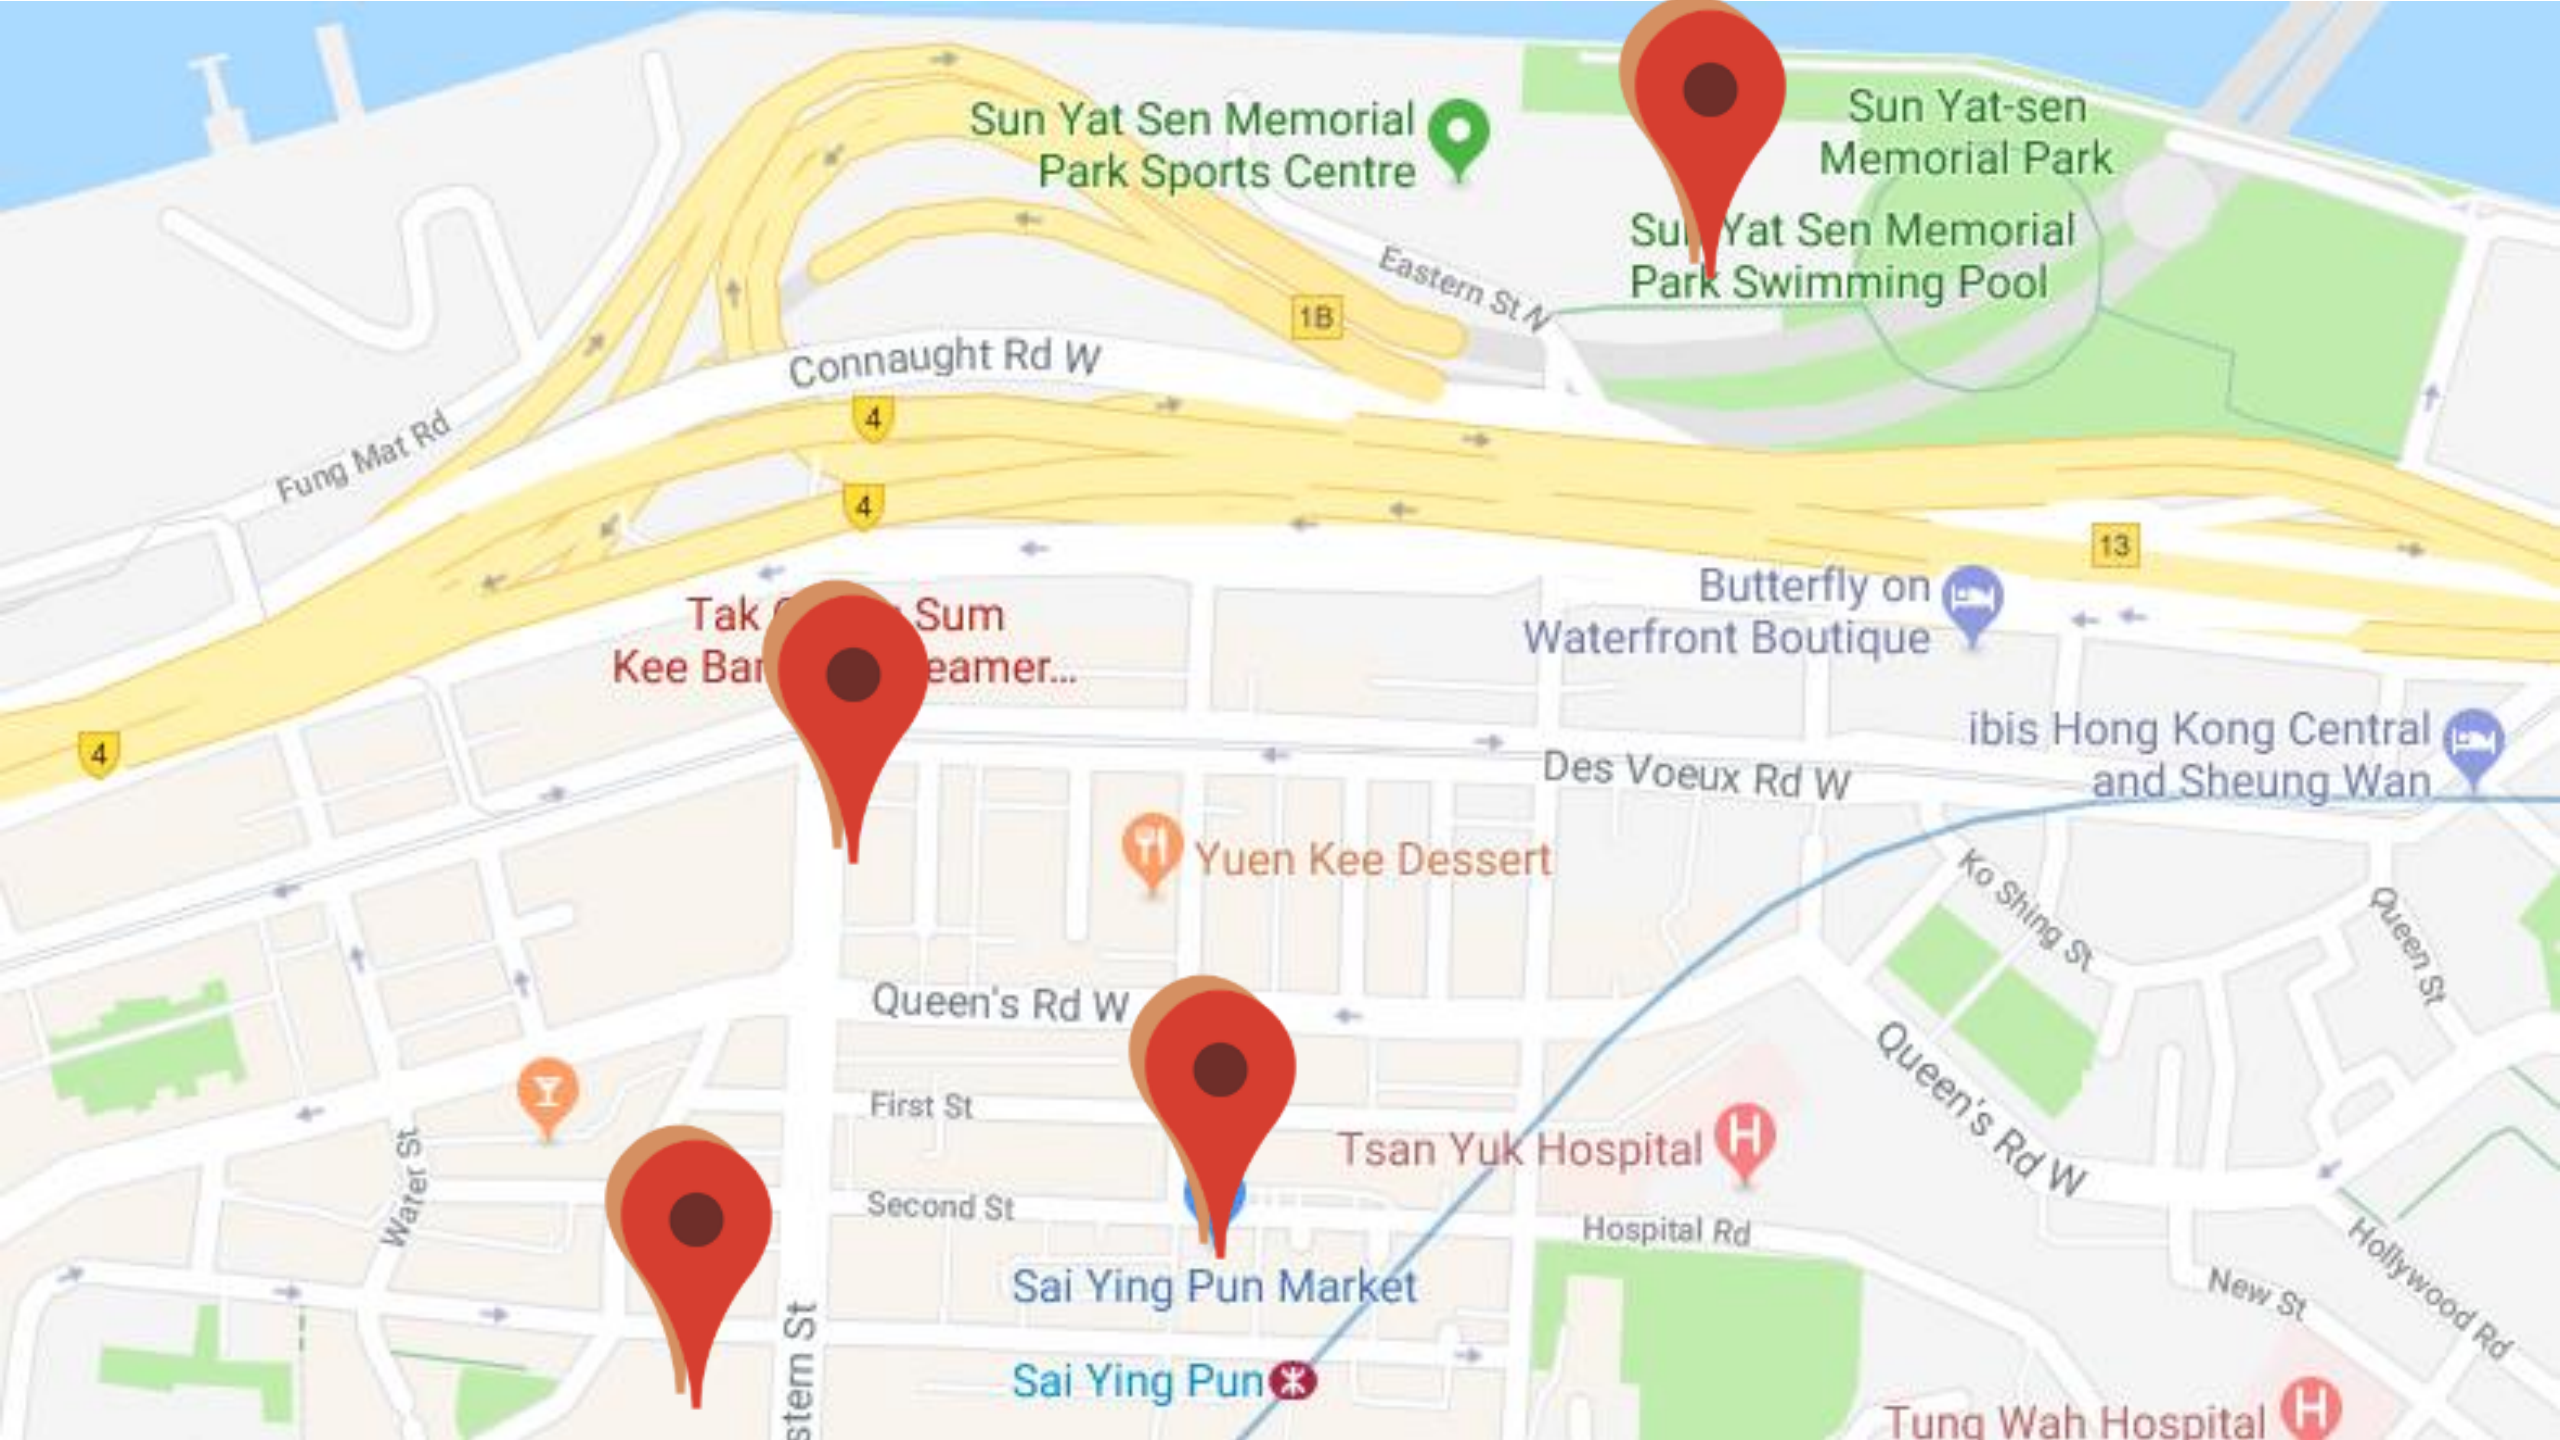 Sun Yat Sen Memorial
Park Sports Centre
Sun Yat-sen
Memorial Park
Sun Yat Sen Memorial
Park Swimming Pool
Eastern St N
1B
Connaught Rd W
4
Fung Mat Rd
4
13
Butterfly on
Waterfront Boutique
Tak Sum
Kee
4
ibis Hong Kong Central
and Sheung Wan
Des Voeux Rd W
Yuen Kee Dessert
Ko Shing St
Queen St
Queen's Rd W
Queen's Rd W
First St
Tsan Yuk Hospital
H
Water St
Second St
Hospital Rd
Sai Ying Pun Market
New St
Hollywood Rd
stern St
Sai Ying Pun
Tung Wah Hospital
H